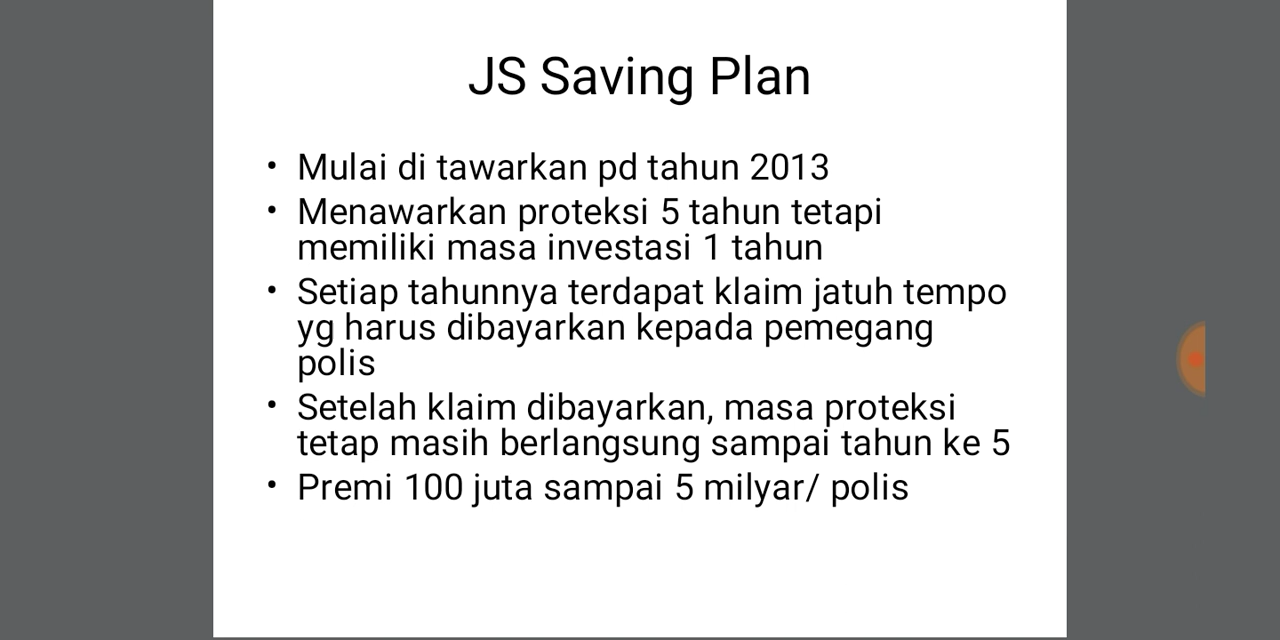 JS Saving Plan
• Mulai di tawarkan pd tahun 2013
• Menawarkan proteksi 5 tahun tetapi
memiliki masa investasi 1 tahun
• Setiap tahunnya terdapat klaim jatuh tempo
yg harus dibayarkan kepada pemegang
polis
• Setelah klaim dibayarkan, masa proteksi
tetap masih berlangsung sampai tahun ke 5
• Premi 100 juta sampai 5 milyar/ polis